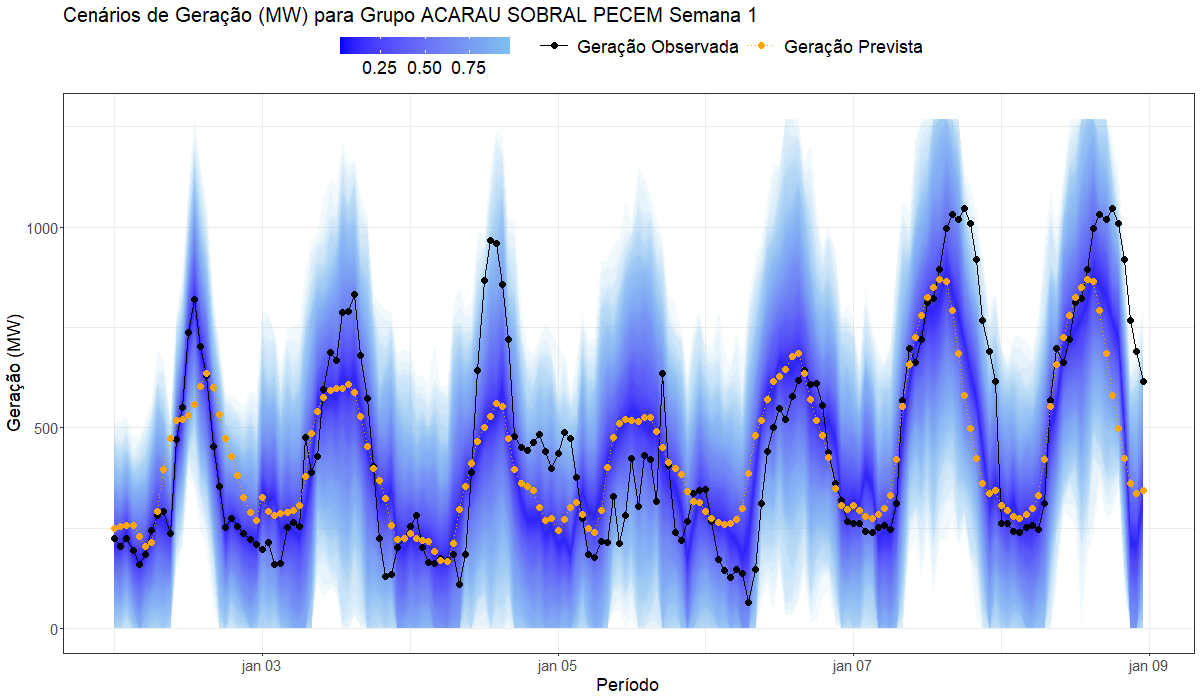 Cenários de Geração (MW) para Grupo ACARAU SOBRAL PECEM Semana 1
0.25 0.50 0.75
Geração Observada
Geração Prevista
Geração (MW)
1000
500
0
jan 03
jan 05
jan 07
jan 09
Período